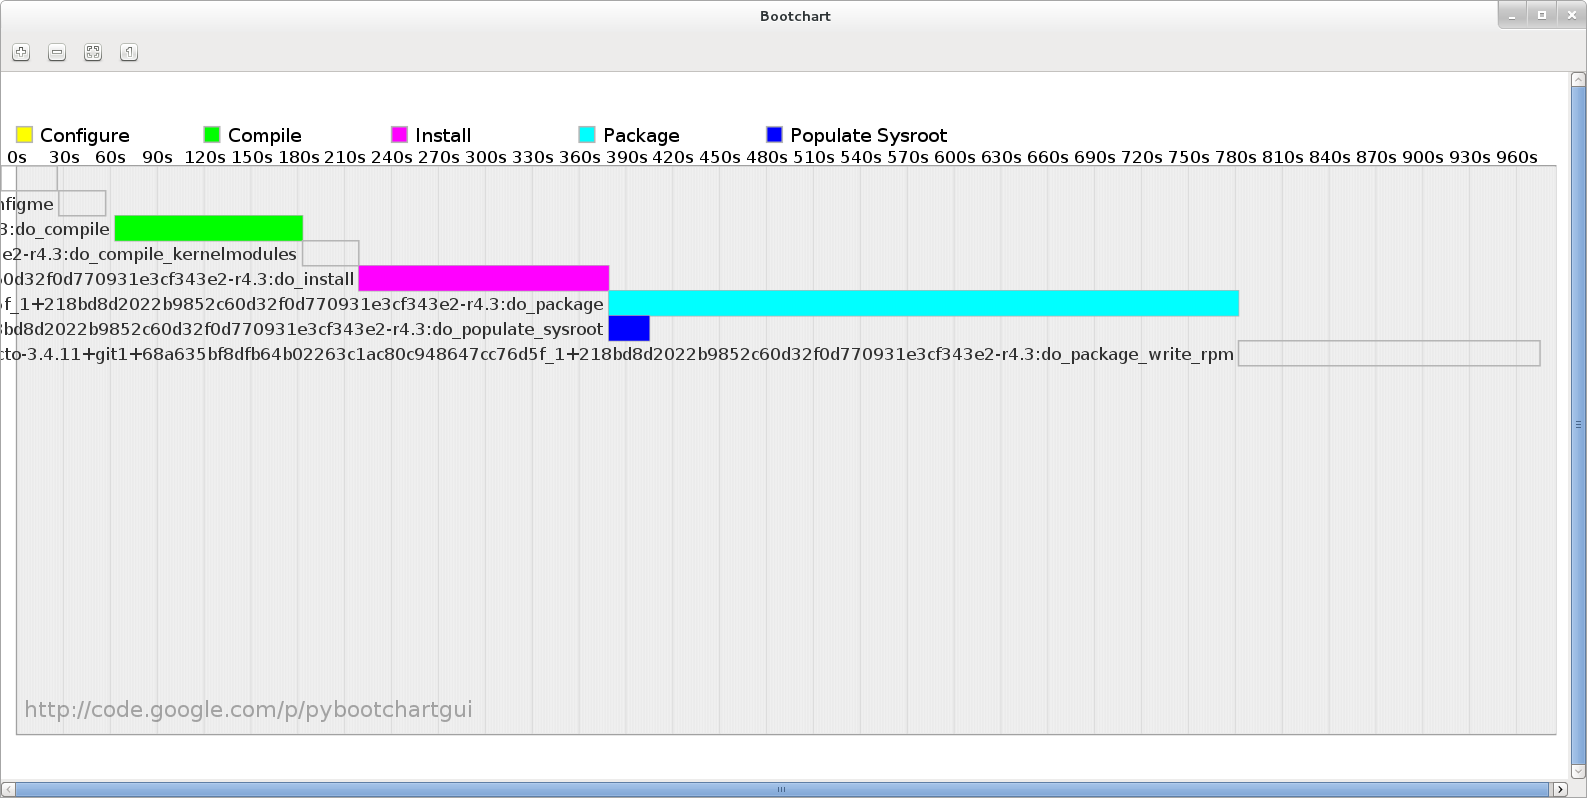 Bootchart
Configure Compile Install Package Populate Sysroot
0s 30s 60s 90s 120s 150s 180s 210s 240s 270s 300s 330s 360s 390s 420s 450s 480s 510s 540s 570s 600s 630s 660s 690s 720s 750s 780s 810s 840s 870s 900s 930s 960s
nfigme
3:do_compile
e2-r4.3:do_compile_kernelmodules
0d32f0d770931e3cf343e2-r4.3:do_install
f_1+218bd8d2022b9852c60d32f0d770931e3cf343e2-r4.3:do_package
bd8d2022b9852c60d32f0d770931e3cf343e2-r4.3:do_populate_sysroot
cto-3.4.11+git1+68a635bf8dfb64b02263c1ac80c948647cc76d5f_1+218bd8d2022b9852c60d32f0d770931e3cf343e2-r4.3:do_package_write_rpm
http://code.google.com/p/pybootchartgui